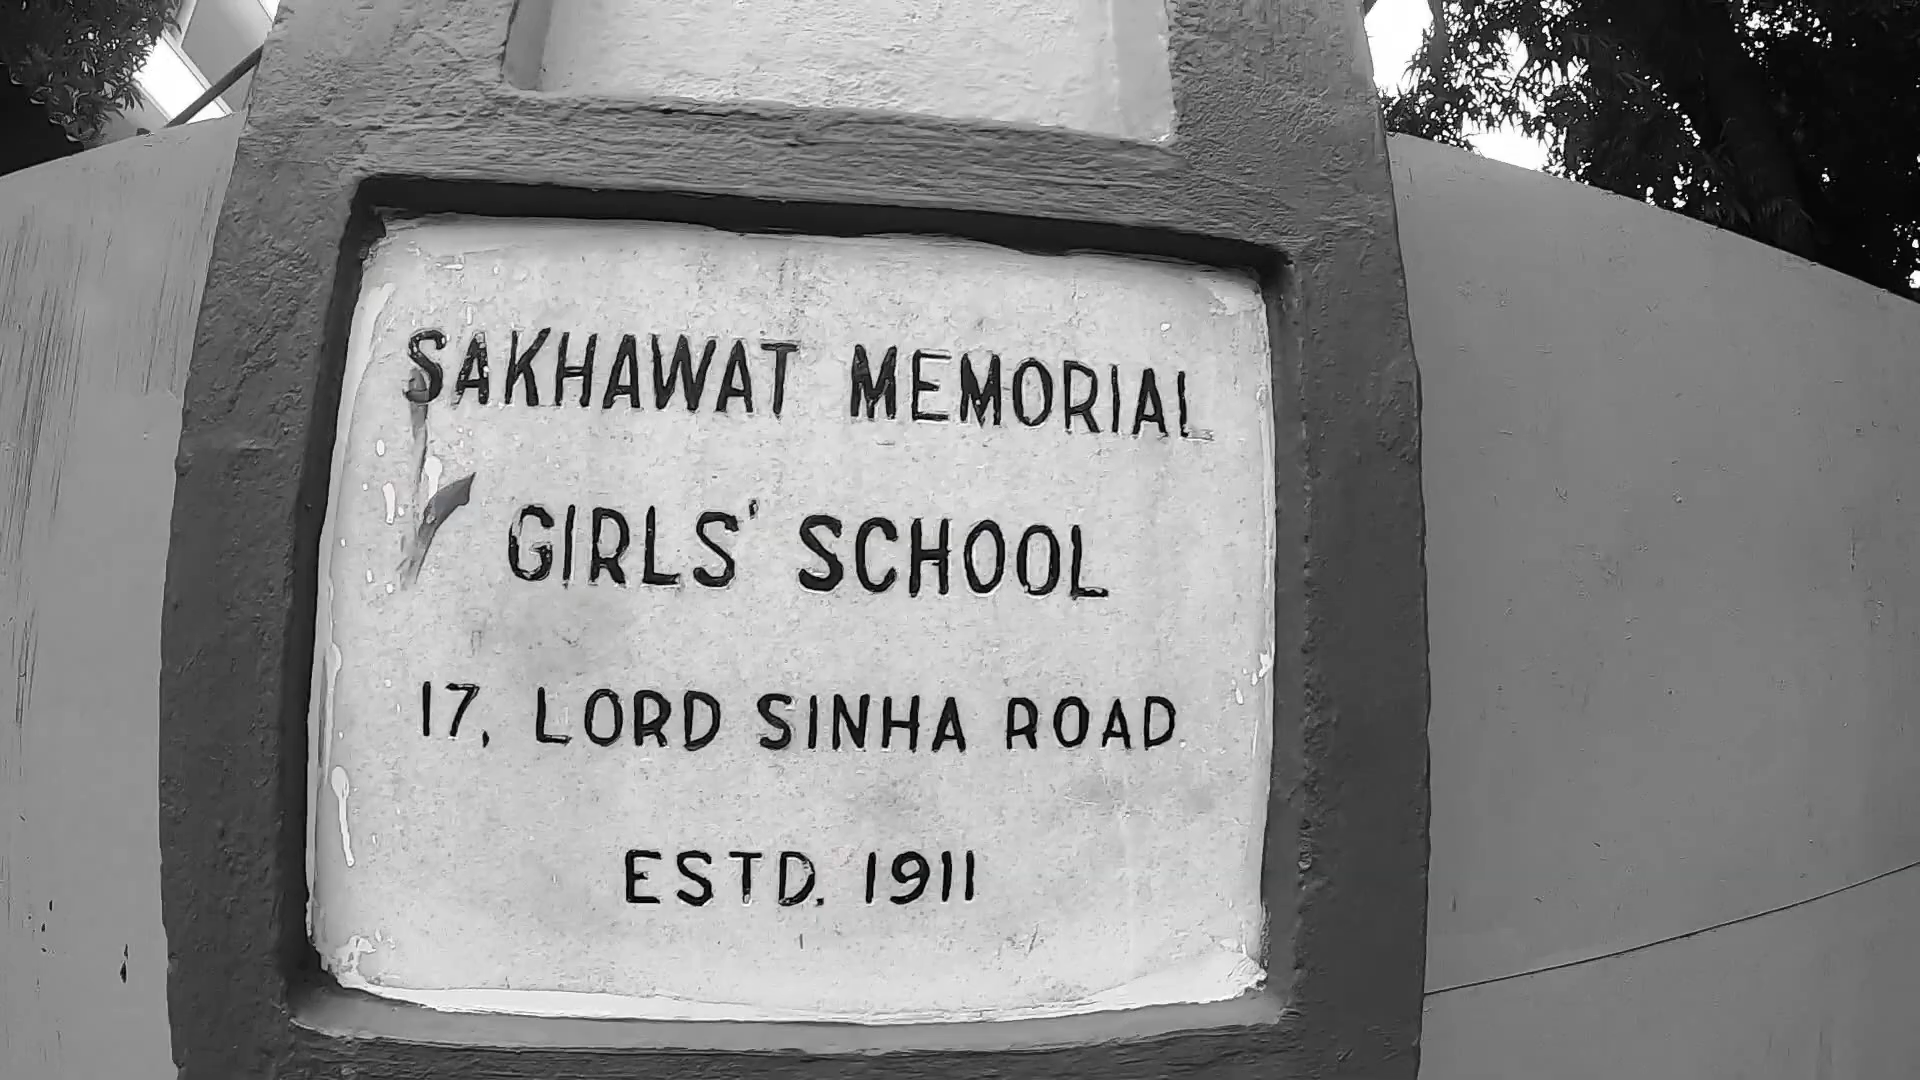 SAKHAWAT MEMORIAL
GIRLS' SCHOOL
17, LORD SINHA ROAD
ESTD. 1911